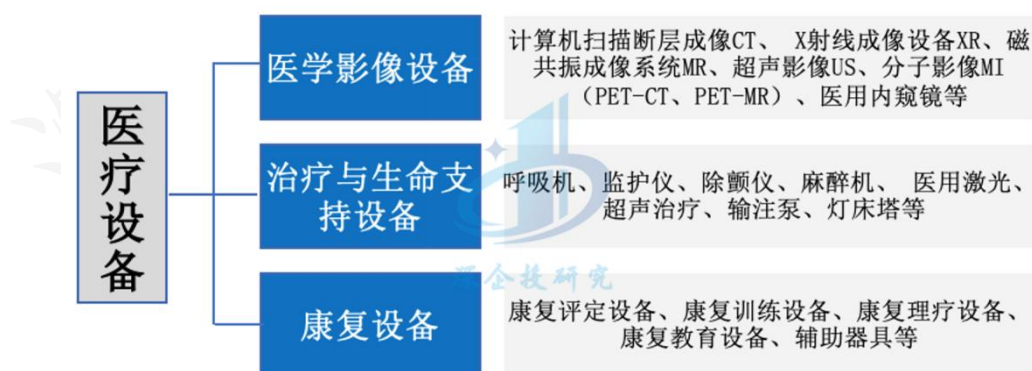 医疗设备
医学影像设备
计算机扫描断层成像CT、 X射线成像设备XR、磁
共振成像系统MR、超声影像US、分子影像MI
（PET-CT、PET-MR）、医用内窥镜等
治疗与生命支
持设备
呼吸机、监护仪、除颤仪、麻醉机、 医用激光、
超声治疗、输注泵、灯床塔等
企投研究
康复设备
康复评定设备、康复训练设备、康复理疗设备、
康复教育设备、辅助器具等